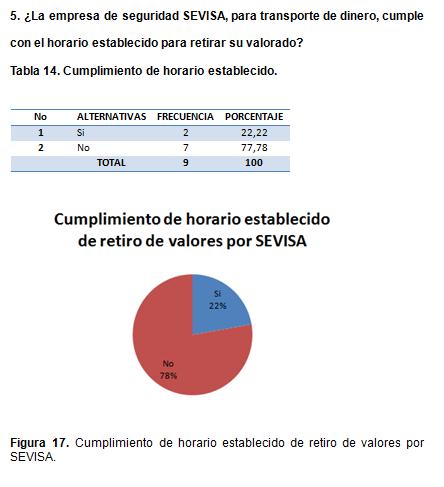 5. ¿La empresa de seguridad SEVISA, para transporte de dinero, cumple
con el horario establecido para retirar su valorado?
Tabla 14. Cumplimiento de horario establecido.
No ALTERNATIVAS FRECUENCIA PORCENTAJE
1 Si 2 22,22
2 No 7 77,78
TOTAL 9 100
Cumplimiento de horario establecido
de retiro de valores por SEVISA
Si
22%
No
78%
Figura 17. Cumplimiento de horario establecido de retiro de valores por
SEVISA.